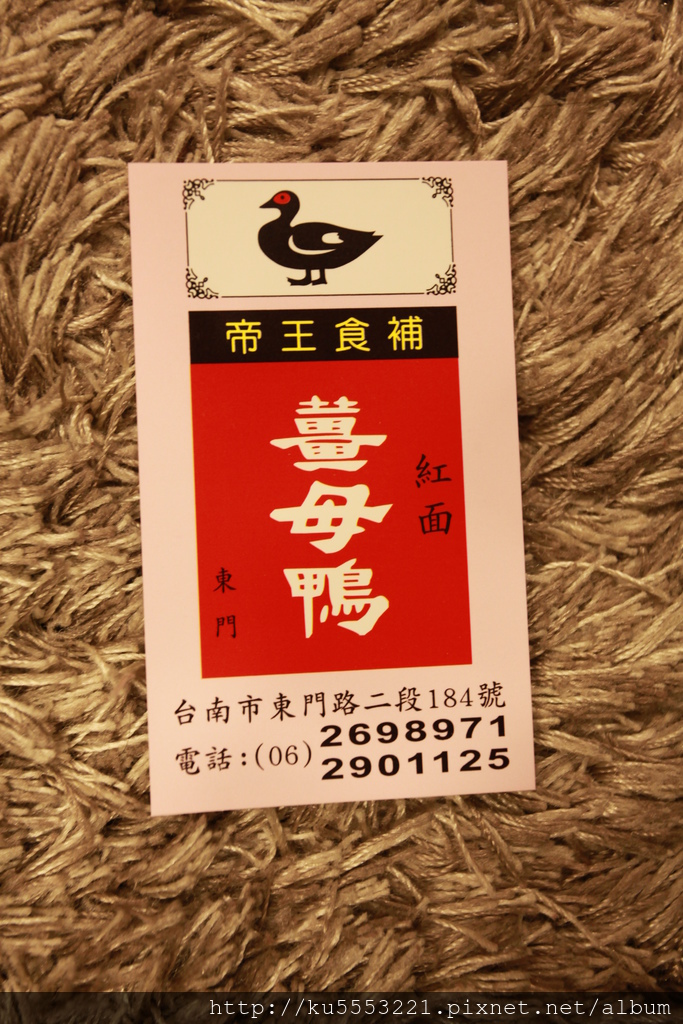 帝王食補
紅面
薑母鴨
東門
台南市東門路二段184號
電話:(06)
2698971
2901125
http://ku5553221.pixnet.net/album